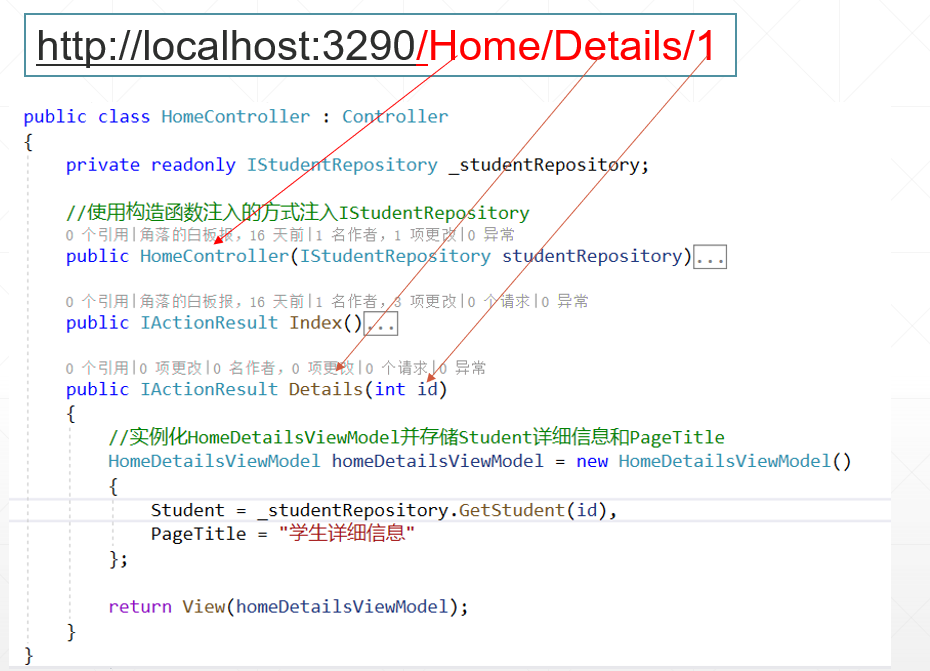 http://localhost:3290/Home/Details/1
public class HomeController : Controller
{
private readonly IStudentRepository _studentRepository;
//使用构造函数注入的方式注入IStudentRepository
0 个引用|角落的白板报，16 天前|1 名作者，1 项更改|0 异常
public HomeController(IStudentRepository studentRepository)...
0 个引用|角落的白板报，16 天前|1 名作者，3 项更改|0 个请求|0 异常
public IActionResult Index()...
0 个引用|0 项更改|0 名作者，0 项更改|0 个请求|0 异常
public IActionResult Details(int id)
{
//实例化HomeDetailsViewModel并存储Student详细信息和PageTitle
HomeDetailsViewModel homeDetailsViewModel = new HomeDetailsViewModel()
{
Student = _studentRepository.GetStudent(id),
PageTitle = "学生详细信息"
};
return View(homeDetailsViewModel);
}
}